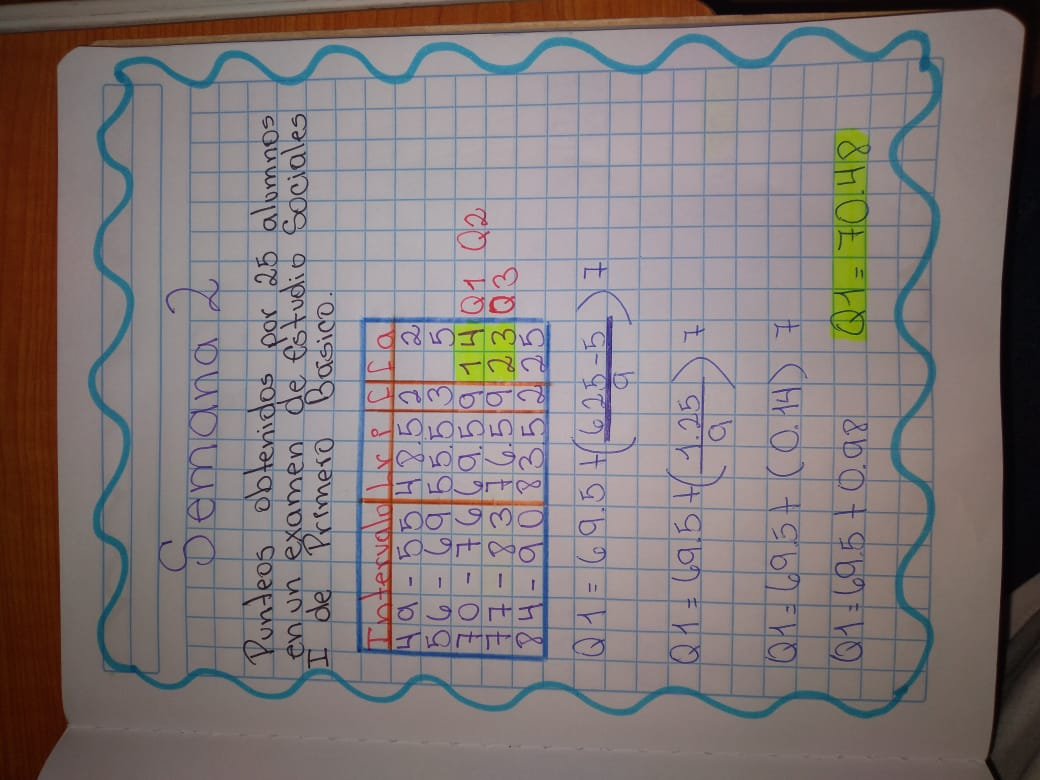 Semana 2
Punteos obtenidos por 25 alumnos
en un examen de estudio Sociales
I de Primero Básico.
Intervalo Lri f fa
49-55 48.5 2 2
56-69 55.5 3 5
70-76 69.5 9 14 Q1 Q2
77-83 76.5 9 23 Q3
84-90 83.5 2 25
Q1 = 69.5 + (625-5/9) 7
Q1 = 69.5 + (1.25/9) 7
Q1 = 69.5 + (0.14) 7
Q1 = 69.5 + 0.98
Q1 = 70.48